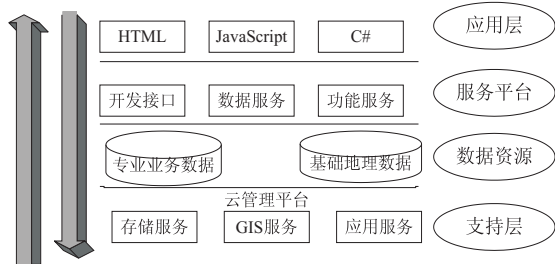 HTML JavaScript C# 应用层
开发接口 数据服务 功能服务 服务平台
专业业务数据 基础地理数据 数据资源
云管理平台
存储服务 GIS服务 应用服务 支持层